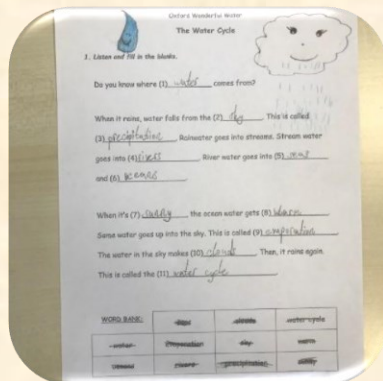 Oxford Wonderful Water
The Water Cycle
1. Listen and fill in the blanks.
Do you know where (1) water comes from?
When it rains, water falls from the (2) sky. This is called
(3) precipitation. Rainwater goes into streams. Stream water
goes into (4) rivers. River water goes into (5)
and (6) oceans.
When it's (7) sunny the ocean water gets (8) warm.
Some water goes up into the sky. This is called (9) evaporation
The water in the sky makes (10) clouds. Then, it rains again.
This is called the (11) water cycle
WORD BANK: clouds water cycle
water evaporation sky warm
oceans rivers precipitation sunny